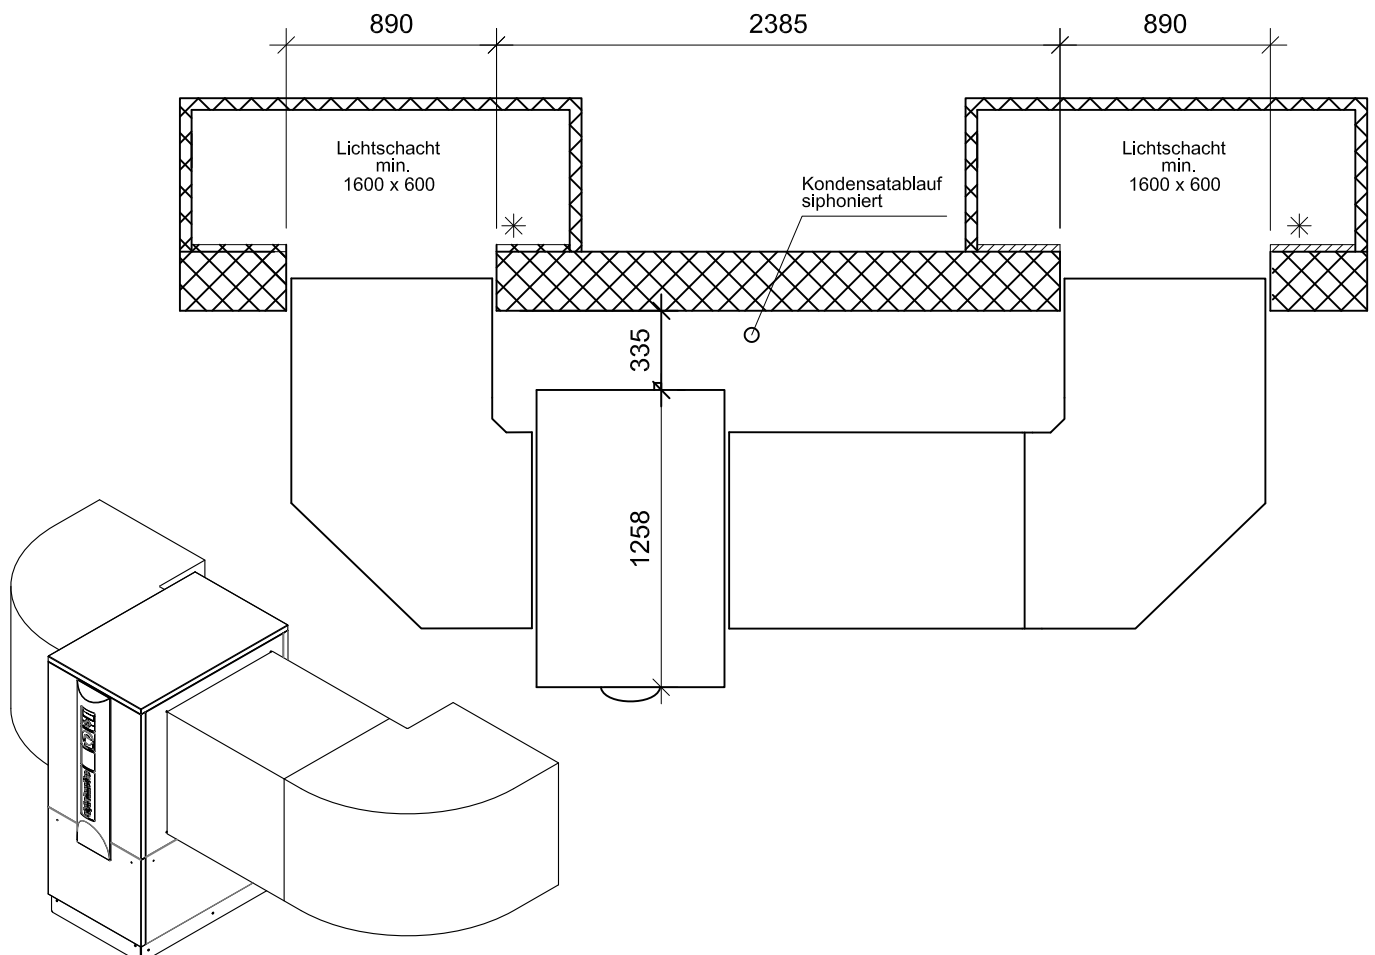 890
2385
890
Lichtschacht
min.
1600 x 600
Lichtschacht
min.
1600 x 600
Kondensatablauf
siphoniert
335
1258